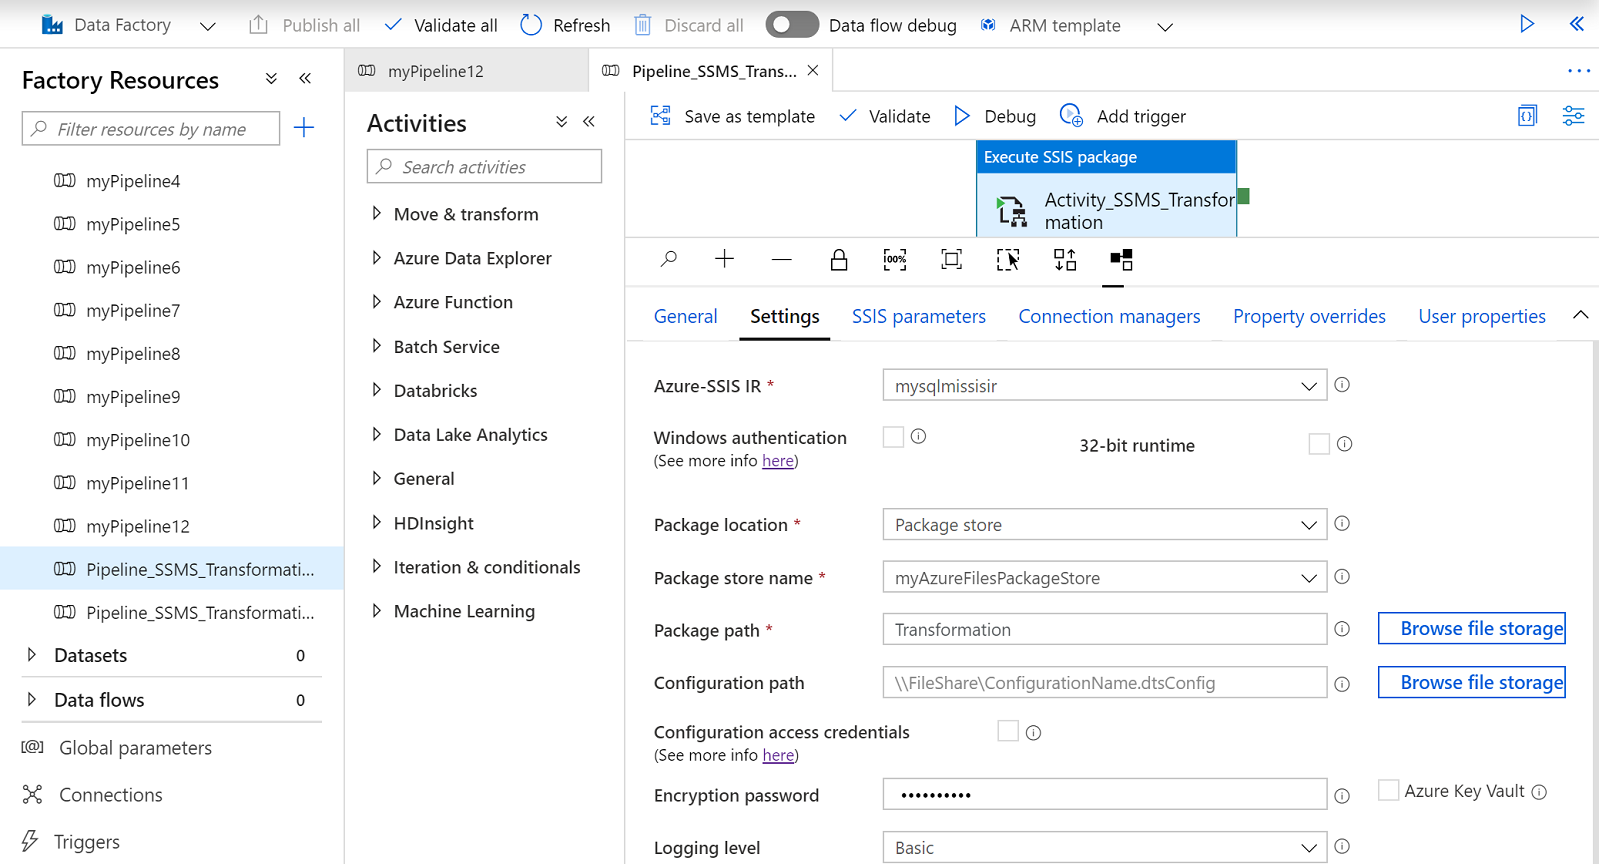 Data Factory
Publish all
Validate all
Refresh
Discard all
Data flow debug
ARM template
Factory Resources
Filter resources by name
myPipeline4
myPipeline5
myPipeline6
myPipeline7
myPipeline8
myPipeline9
myPipeline10
myPipeline11
myPipeline12
Pipeline_SSMS_Transformati...
Pipeline_SSMS_Transformati...
Datasets 0
Data flows 0
Global parameters
Connections
Triggers
myPipeline12
Pipeline_SSMS_Trans...
Activities
Search activities
Move & transform
Azure Data Explorer
Azure Function
Batch Service
Databricks
Data Lake Analytics
General
HDInsight
Iteration & conditionals
Machine Learning
Save as template
Validate
Debug
Add trigger
Execute SSIS package
Activity_SSMS_Transfor
mation
100%
General
Settings
SSIS parameters
Connection managers
Property overrides
User properties
Azure-SSIS IR *
mysqlmissisir
Windows authentication
(See more info here)
32-bit runtime
Package location *
Package store
Package store name *
myAzureFilesPackageStore
Package path *
Transformation
Browse file storage
Configuration path
\\FileShare\ConfigurationName.dtsConfig
Browse file storage
Configuration access credentials
(See more info here)
Encryption password
••••••••••
Azure Key Vault
Logging level
Basic